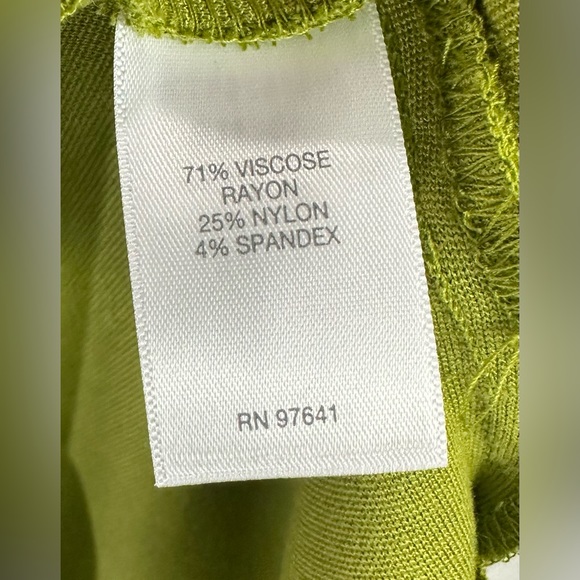 71% VISCOSE
RAYON
25% NYLON
4% SPANDEX
RN 97641